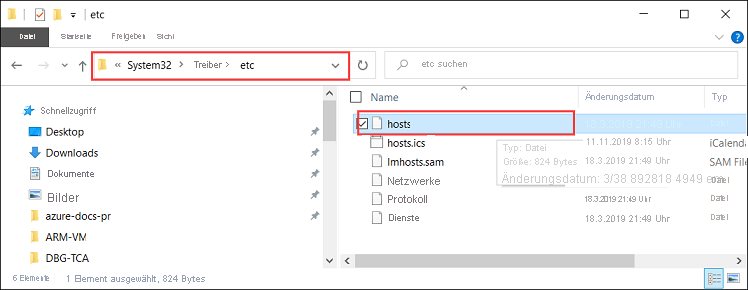 etc
Datei Startseite Freigeben Sicht
« System32 > Treiber > etc
etc suchen
Name Änderungsdatum Typ
Schnellzugriff
Desktop
Downloads
Dokumente
Bilder
azure-docs-pr
ARM-VM
DBG-TCA
hosts
hosts.ics 11.11.2019 8:15 Uhr iCalenda
lmhosts.sam 18.3.2019 21:49 Uhr SAM File
Netzwerke Datei
Protokoll 18.3.2019 21:49 Uhr Datei
Dienste 18.3.2019 21:49 Uhr Datei
Typ: Datei
Größe: 824 Bytes
Änderungsdatum: 3/38 892818 4949 em
6 Elemente 1 Element ausgewählt, 824 Bytes